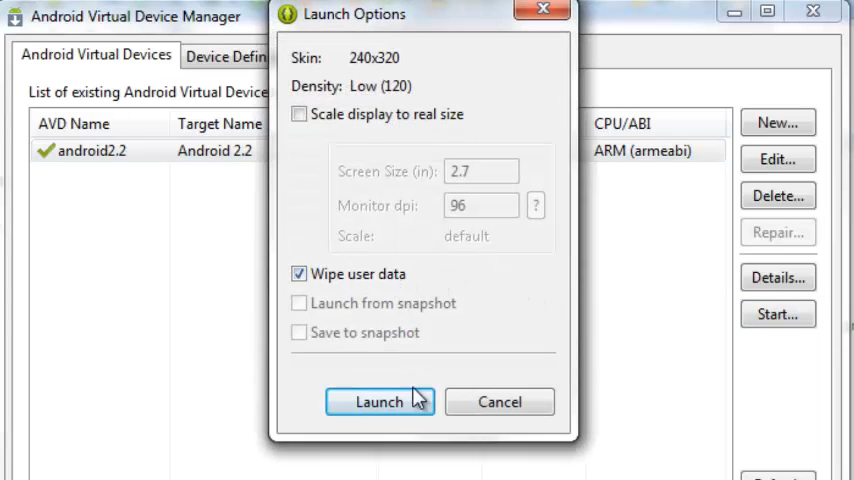 Android Virtual Device Manager
Launch Options
Android Virtual Devices
Device Defin
List of existing Android Virtual Device
AVD Name
Target Name
CPU/ABI
android2.2
Android 2.2
ARM (armeabi)
Skin: 240x320
Density: Low (120)
Scale display to real size
Screen Size (in): 2.7
Monitor dpi: 96 ?
Scale: default
Wipe user data
Launch from snapshot
Save to snapshot
Launch
Cancel
New...
Edit...
Delete...
Repair...
Details...
Start...